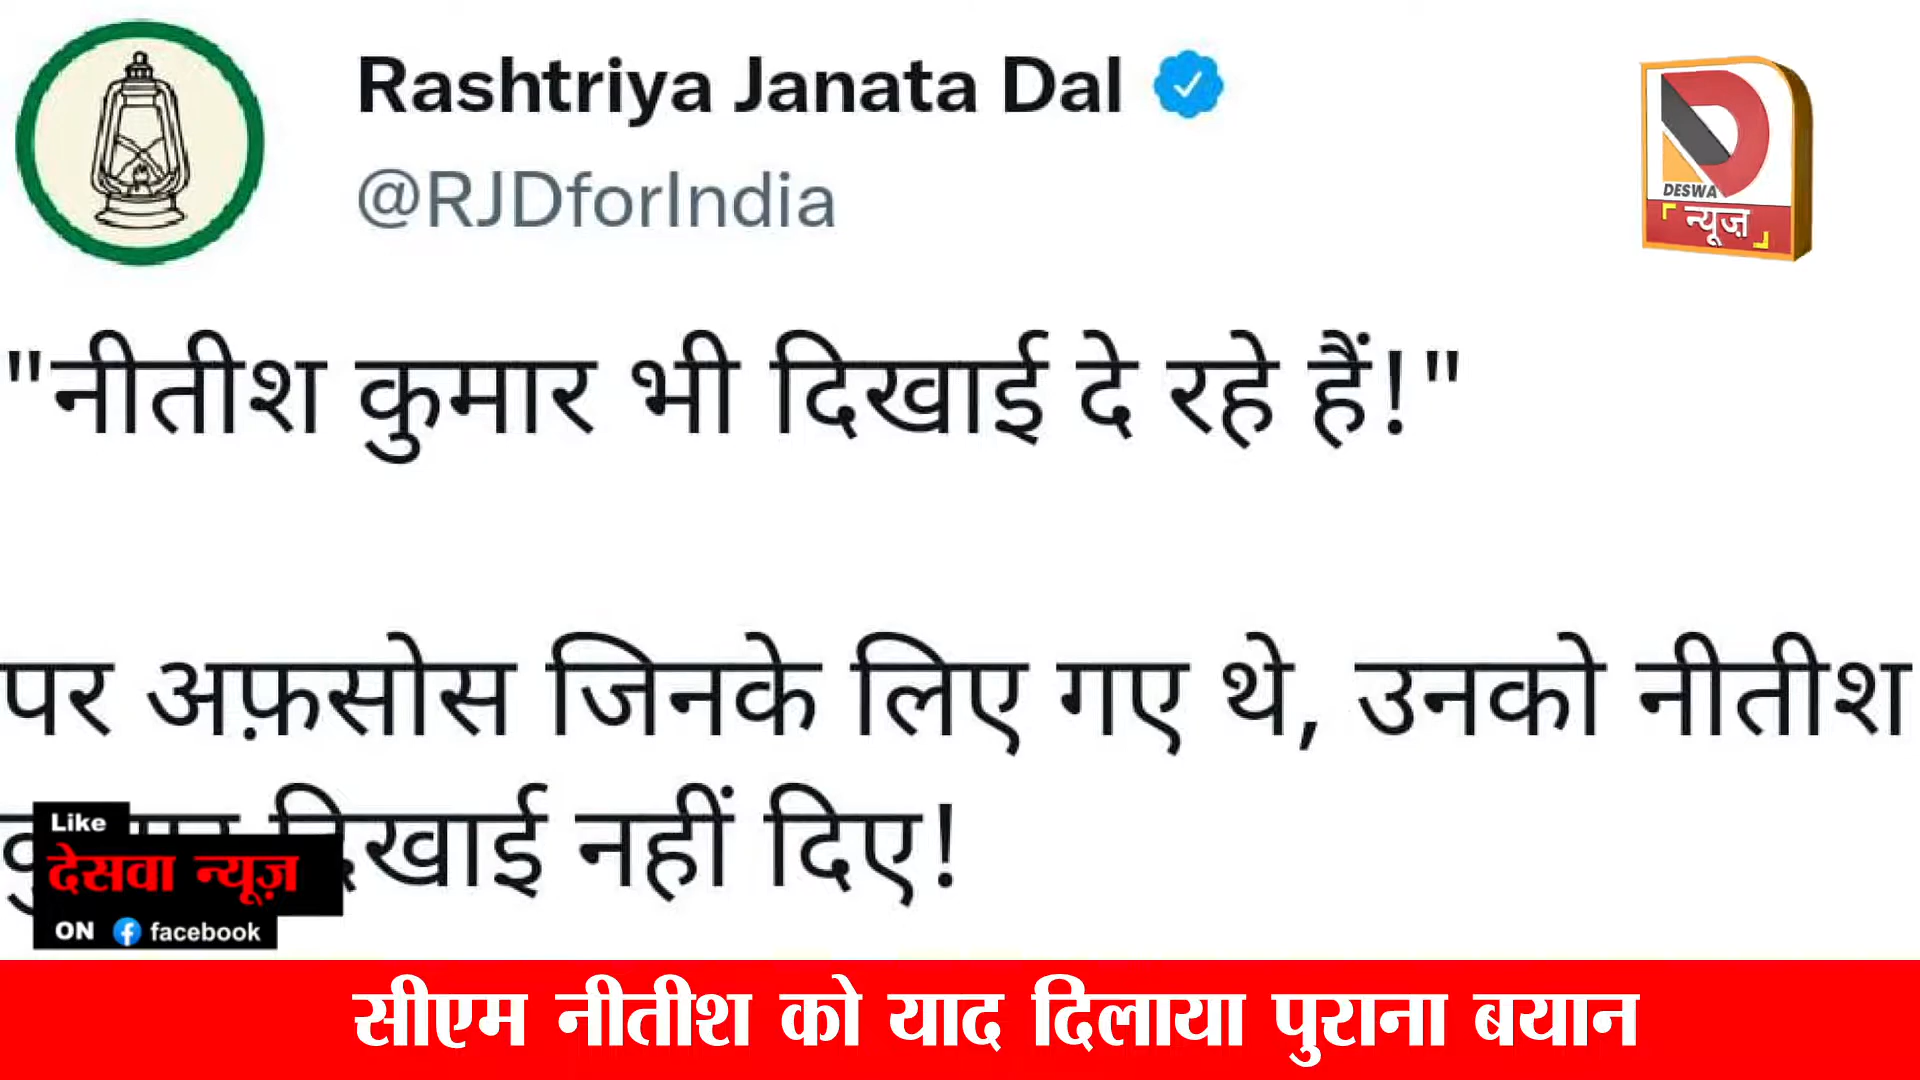 Rashtriya Janata Dal
@RJDforIndia
DESWA
न्यूज़
"नीतीश कुमार भी दिखाई दे रहे हैं!"
पर अफ़सोस जिनके लिए गए थे, उनको नीतीश
दिखाई नहीं दिए!
Like
देसवा न्यूज़
ON facebook
सीएम नीतीश को याद दिलाया पुराना बयान